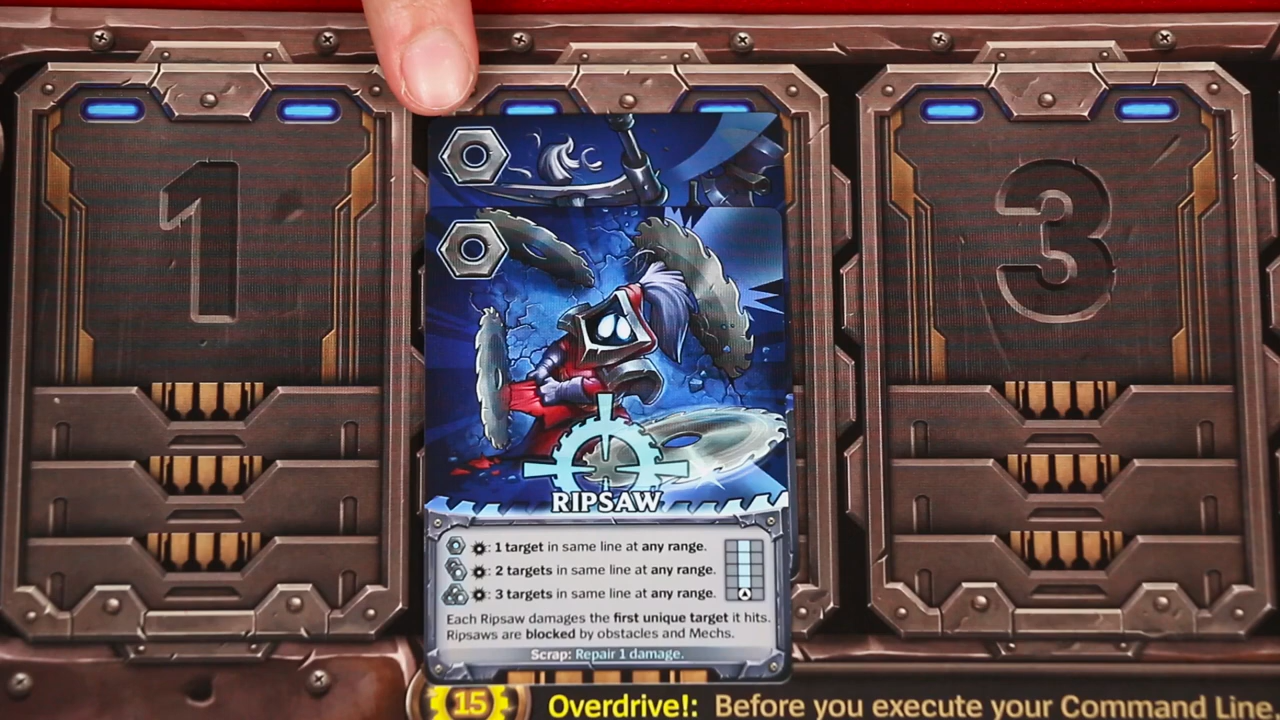 1
3
RIPSAW
: 1 target in same line at any range.
: 2 targets in same line at any range.
: 3 targets in same line at any range.
Each Ripsaw damages the first unique target it hits.
Ripsaws are blocked by obstacles and Mechs.
Scrap: Repair 1 damage.
15 Overdrive!: Before you execute your Command Line